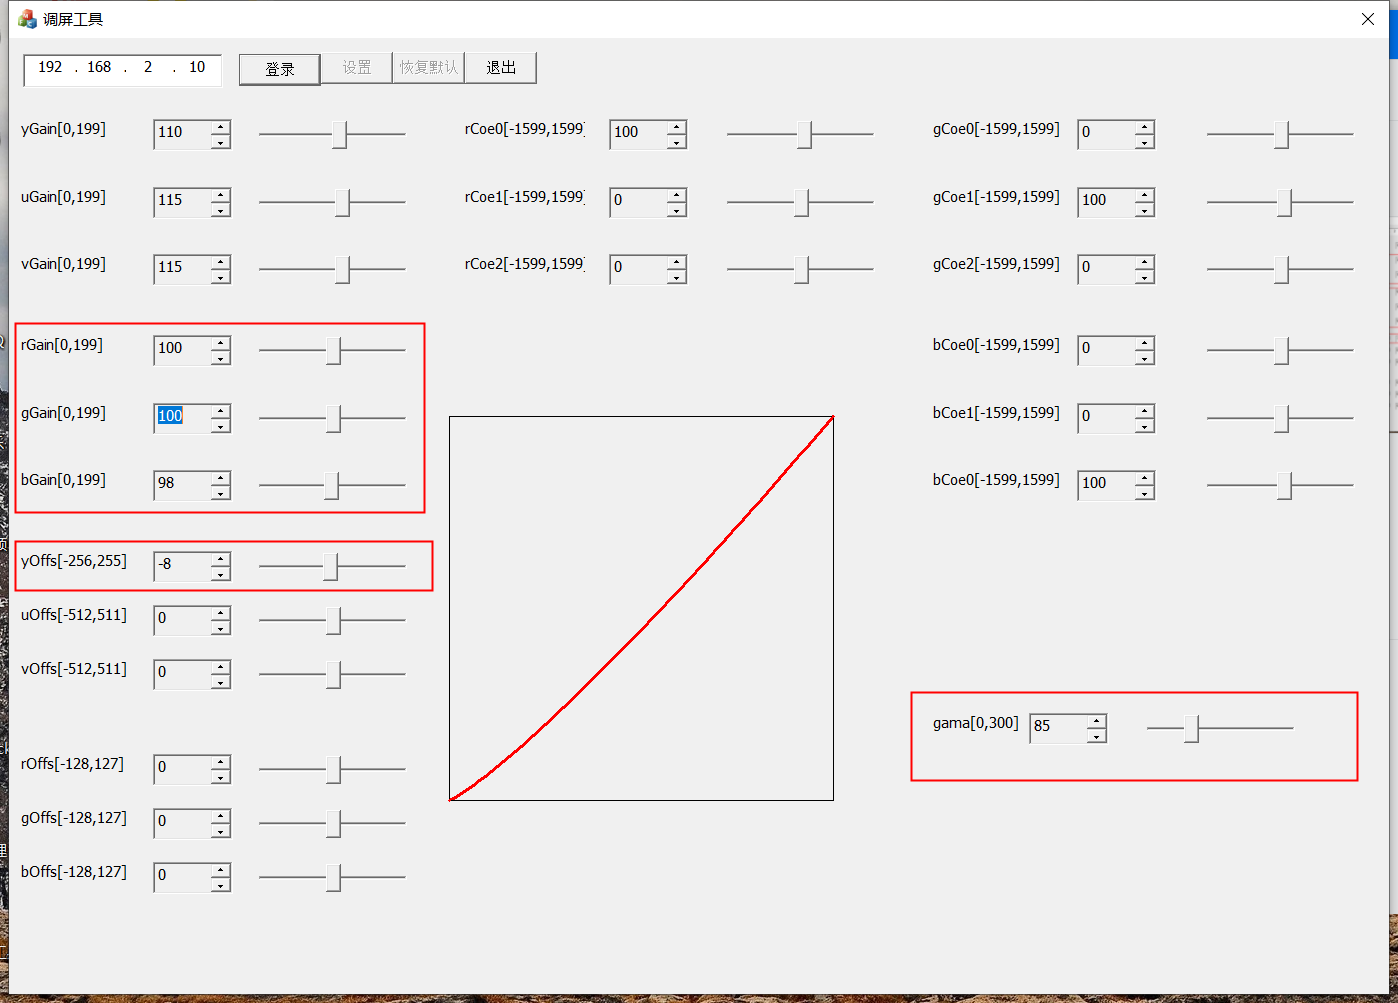 调屏工具
192 . 168 . 2 . 10
登录
设置
恢复默认
退出
yGain[0,199]
110
rCoe0[-1599,1599]
100
gCoe0[-1599,1599]
0
uGain[0,199]
115
rCoe1[-1599,1599]
0
gCoe1[-1599,1599]
100
vGain[0,199]
115
rCoe2[-1599,1599]
0
gCoe2[-1599,1599]
0
rGain[0,199]
100
bCoe0[-1599,1599]
0
gGain[0,199]
100
bCoe1[-1599,1599]
0
bGain[0,199]
98
bCoe0[-1599,1599]
100
yOffs[-256,255]
-8
uOffs[-512,511]
0
vOffs[-512,511]
0
gama[0,300]
85
rOffs[-128,127]
0
gOffs[-128,127]
0
bOffs[-128,127]
0